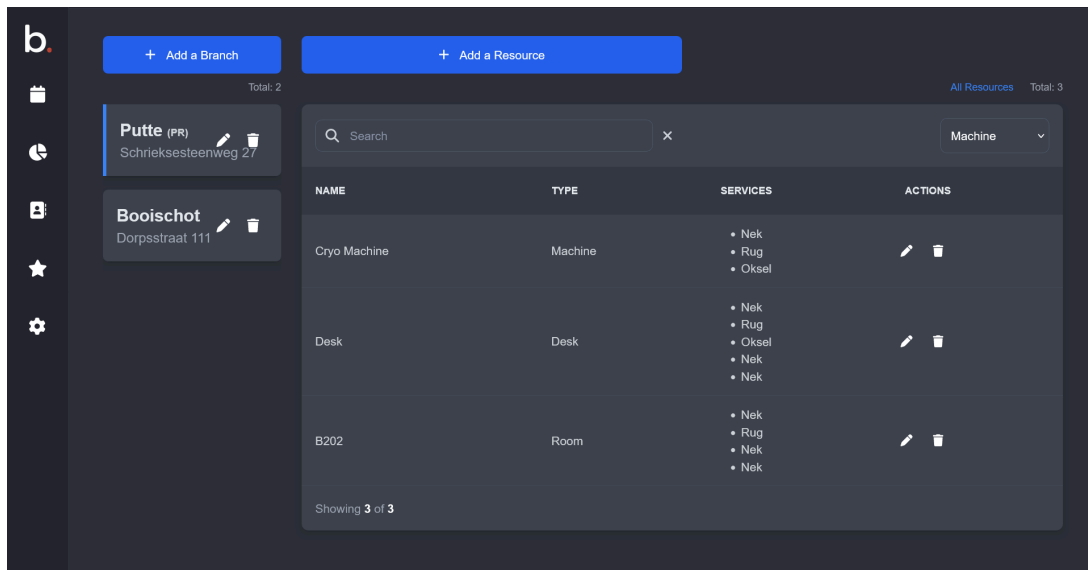 b.
+ Add a Branch
Total: 2
Putte (PR)
Schrieksesteenweg 27
Booischot
Dorpsstraat 111
+ Add a Resource
All Resources Total: 3
Search
Machine
NAME TYPE SERVICES ACTIONS
Cryo Machine Machine
• Nek
• Rug
• Oksel
Desk Desk
• Nek
• Rug
• Oksel
• Nek
• Nek
B202 Room
• Nek
• Rug
• Nek
• Nek
Showing 3 of 3